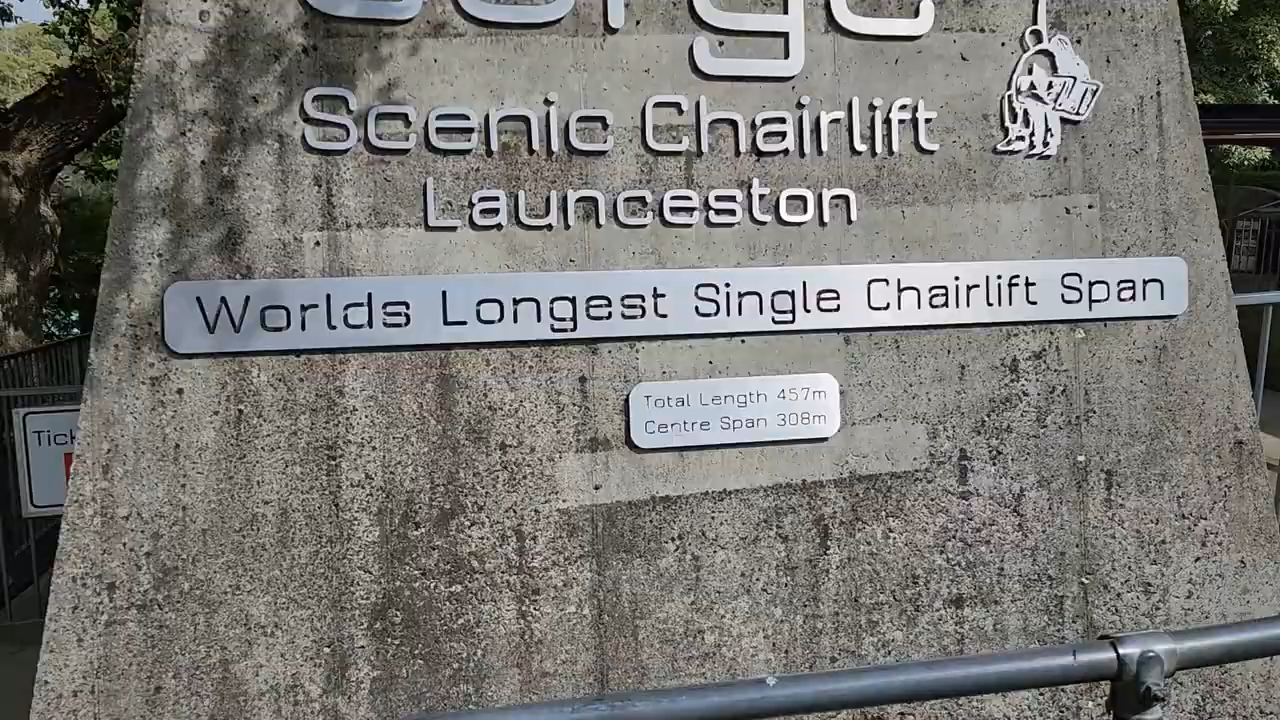 Scenic Chairlift
Launceston
Worlds Longest Single Chairlift Span
Total Length 457m
Centre Span 308m